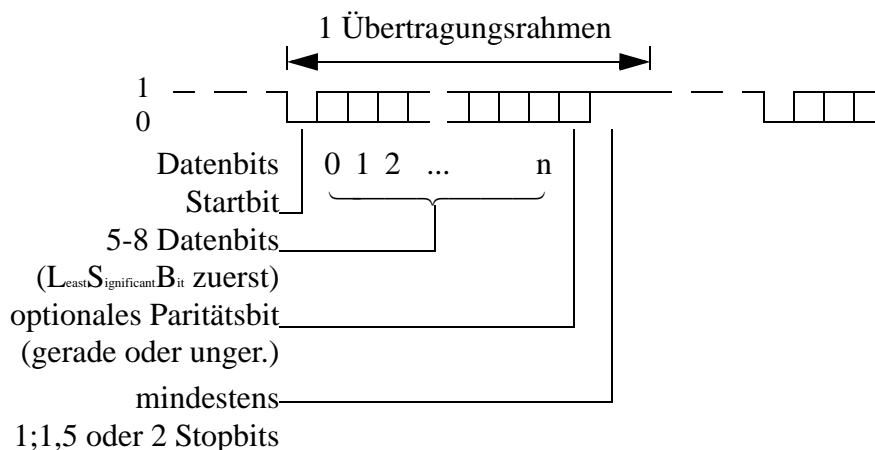 1 Übertragungsrahmen
1
0
Datenbits 0 1 2 ... n
Startbit
5-8 Datenbits
(LeastSignificantBit zuerst)
optionales Paritätsbit
(gerade oder unger.)
mindestens
1;1,5 oder 2 Stopbits